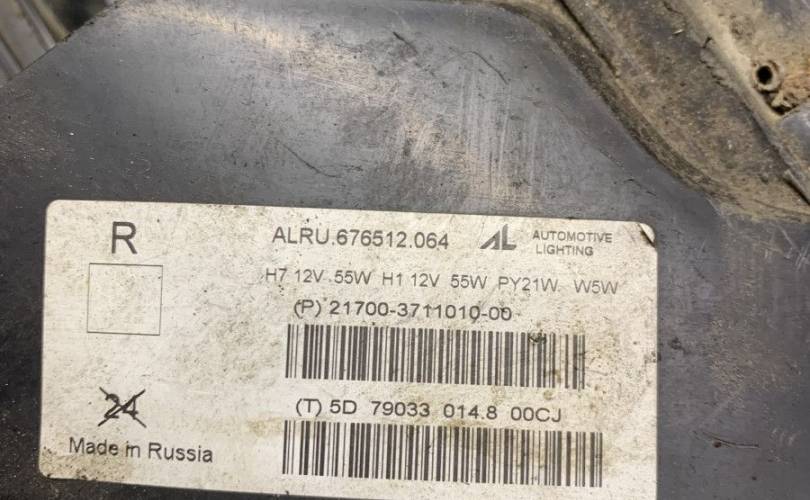 R
ALRU.676512.064 AL AUTOMOTIVE
LIGHTING
H7 12V 55W H1 12V 55W PY21W W5W
(P) 21700-3711010-00
24
(T) 5D 79033 014.8 00CJ
Made in Russia